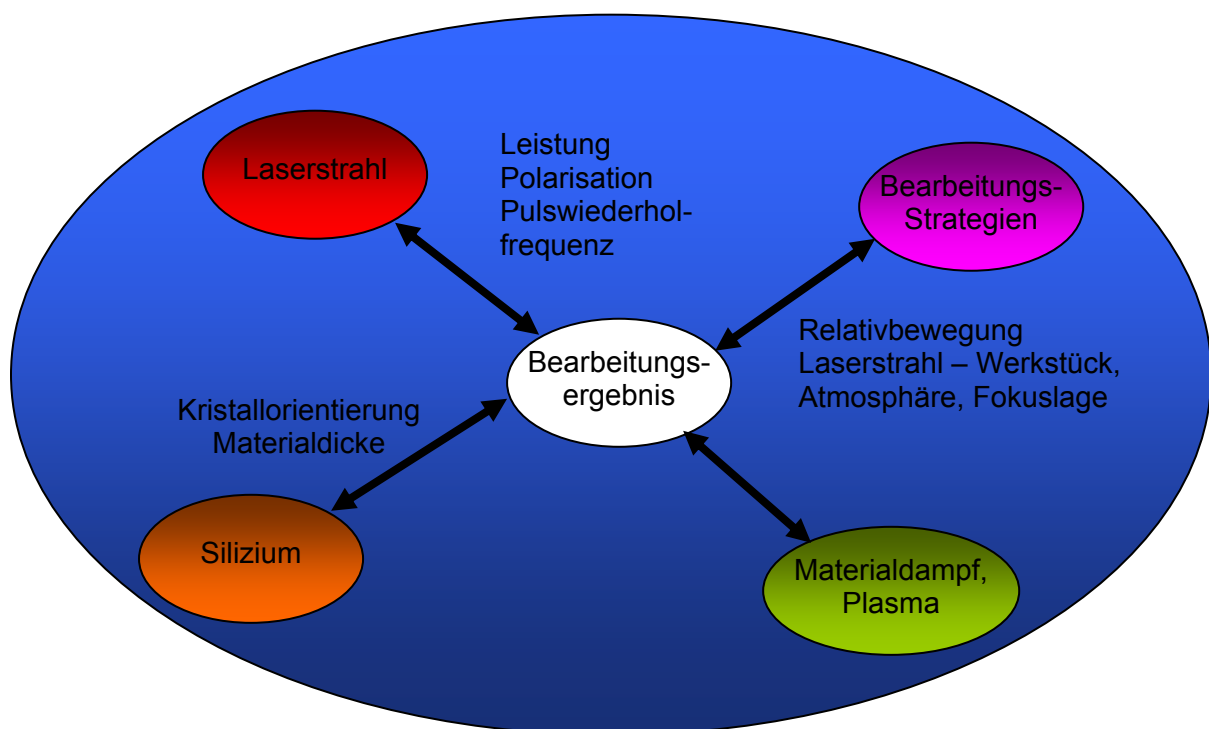 Laserstrahl
Leistung
Polarisation
Pulswiederhol-
frequenz
Bearbeitungs-
Strategien
Bearbeitungs-
ergebnis
Relativbewegung
Laserstrahl – Werkstück,
Atmosphäre, Fokuslage
Kristallorientierung
Materialdicke
Silizium
Materialdampf,
Plasma